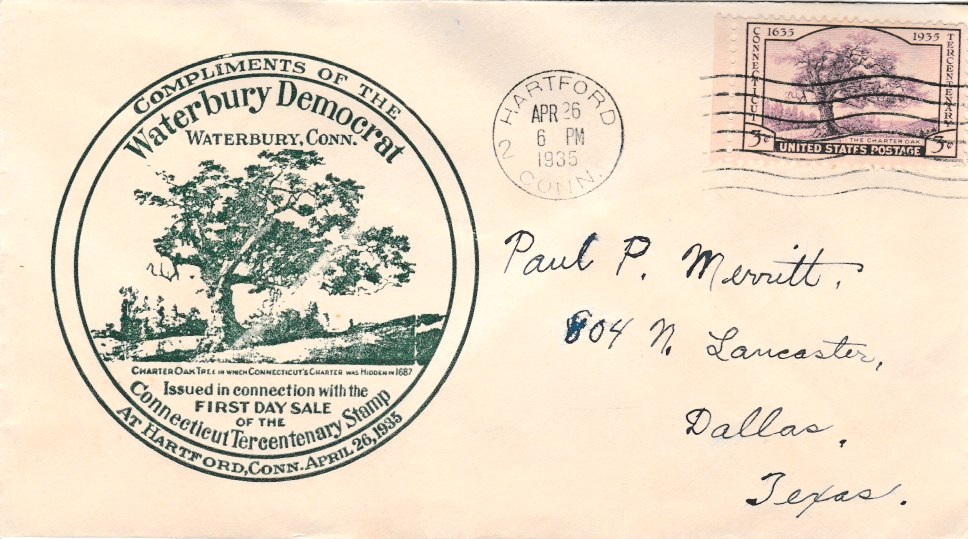 COMPLIMENTS OF THE
Waterbury Democrat
WATERBURY, CONN.
CHARTER OAK TREE IN WHICH CONNECTICUT'S CHARTER WAS HIDDEN IN 1687
Issued in connection with the
FIRST DAY SALE
OF THE
Connecticut Tercentenary Stamp
AT HARTFORD, CONN. APRIL 26, 1935
HARTFORD
APR 26
6 PM
1935
2 CONN.
1635 1935
CONNECTICUT
TERCENTENARY
THE CHARTER OAK
3¢ UNITED STATES POSTAGE 3¢
Paul P. Merritt,
804 N. Lancaster,
Dallas,
Texas.